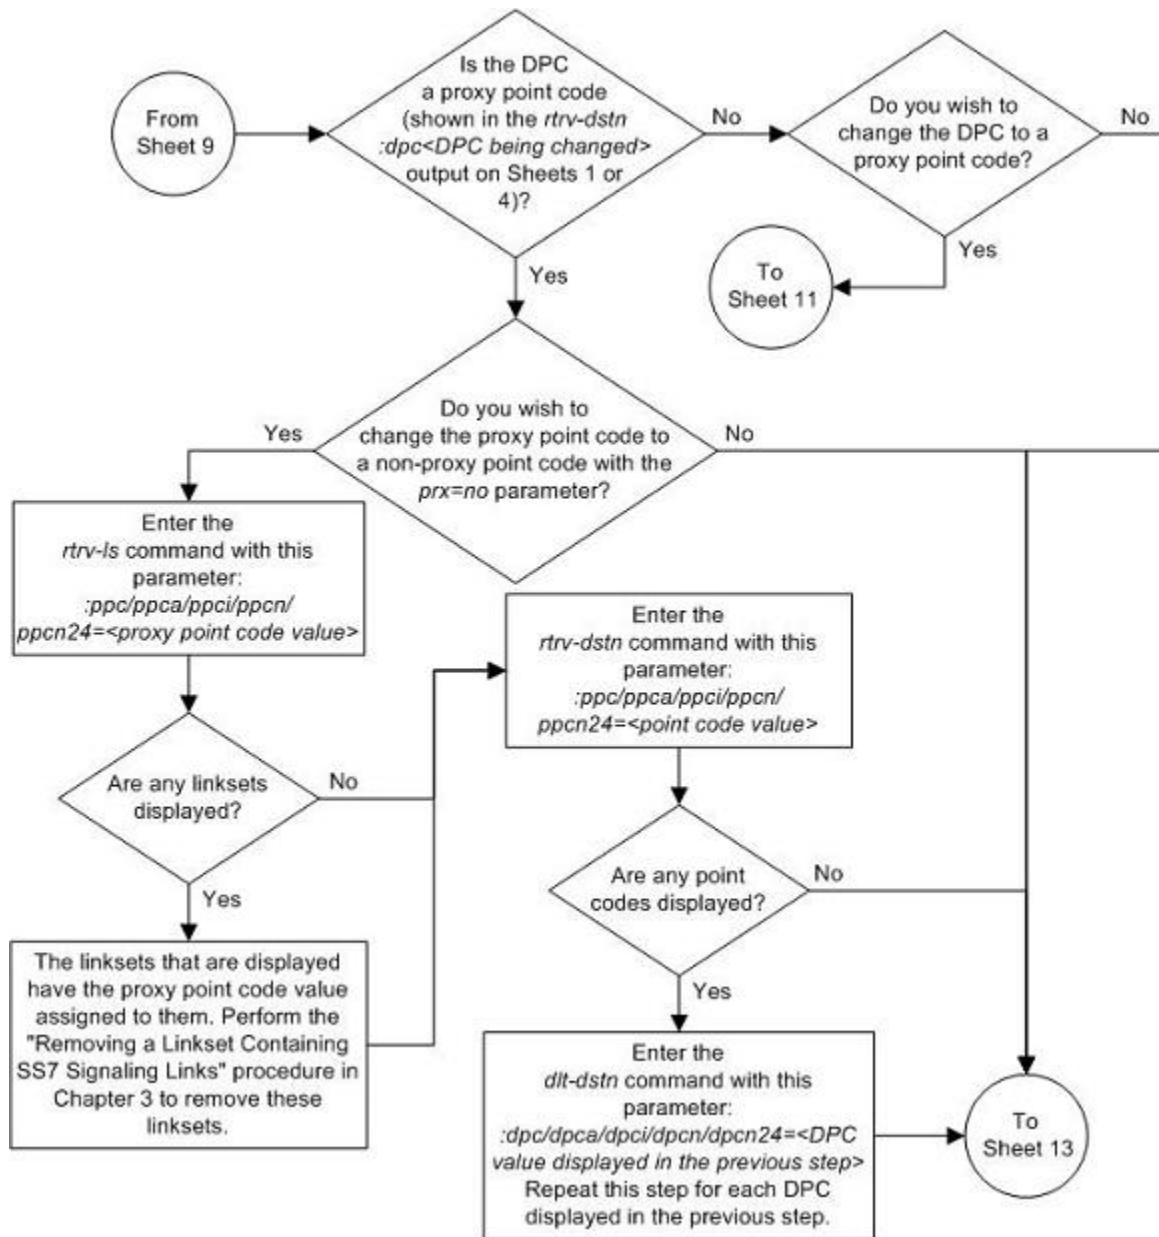 From
Sheet 9
Is the DPC
a proxy point code
(shown in the rtrv-dstn
:dpc<DPC being changed>
output on Sheets 1 or
4)?
No
Do you wish to
change the DPC to a
proxy point code?
No
Yes
To
Sheet 11
Yes
Do you wish to
change the proxy point code to
a non-proxy point code with the
prx=no parameter?
Yes
No
Enter the
rtrv-ls command with this
parameter:
:ppc/ppca/ppci/ppcn/
ppcn24=<proxy point code value>
Are any linksets
displayed?
No
Yes
The linksets that are displayed
have the proxy point code value
assigned to them. Perform the
"Removing a Linkset Containing
SS7 Signaling Links" procedure in
Chapter 3 to remove these
linksets.
Enter the
rtrv-dstn command with this
parameter:
:ppc/ppca/ppci/ppcn/
ppcn24=<point code value>
Are any point
codes displayed?
No
Yes
Enter the
dlt-dstn command with this
parameter:
:dpc/dpca/dpci/dpcn/dpcn24=<DPC
value displayed in the previous step>
Repeat this step for each DPC
displayed in the previous step.
To
Sheet 13